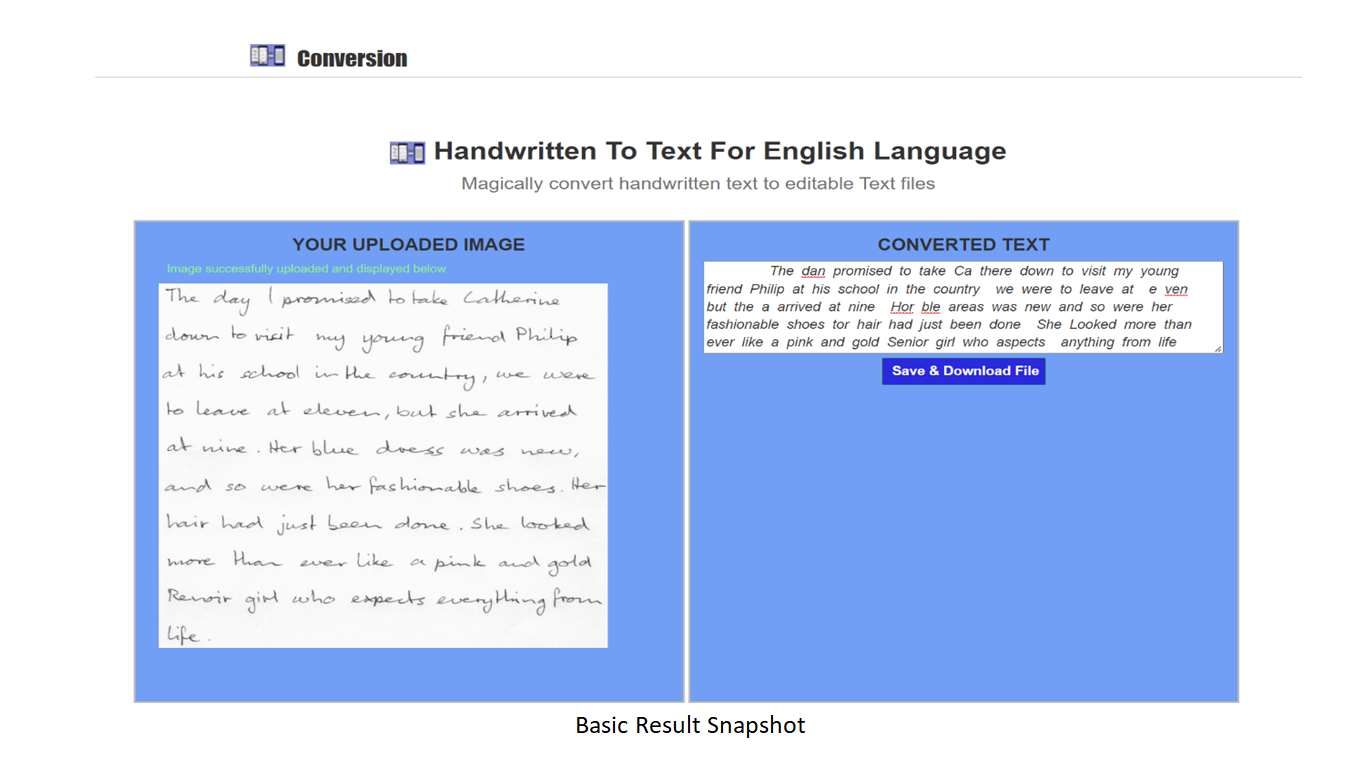 Conversion
Handwritten To Text For English Language
Magically convert handwritten text to editable Text files
YOUR UPLOADED IMAGE
Image successfully uploaded and displayed below
The day I promised to take Catherine
down to visit my young friend Philip
at his school in the country, we were
to leave at eleven, but she arrived
at nine. Her blue dress was new,
and so were her fashionable shoes. Her
hair had just been done. She looked
more than ever like a pink and gold
Renoir girl who expects everything from
life.
CONVERTED TEXT
The dan promised to take Ca there down to visit my young
friend Philip at his school in the country we were to leave at e ven
but the a arrived at nine Hor ble areas was new and so were her
fashionable shoes tor hair had just been done She Looked more than
ever like a pink and gold Senior girl who aspects anything from life
Save & Download File
Basic Result Snapshot